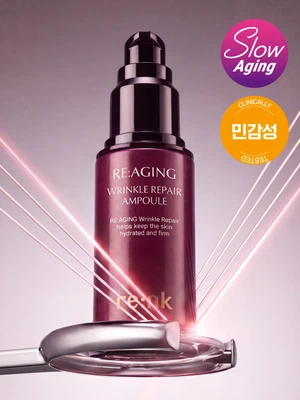 Slow
Aging
CLINICALLY
민감성
TESTED
RE:AGING
WRINKLE REPAIR
AMPOULE
RE:AGING Wrinkle Repair
helps keep the skin
hydrated and firm
re:nk